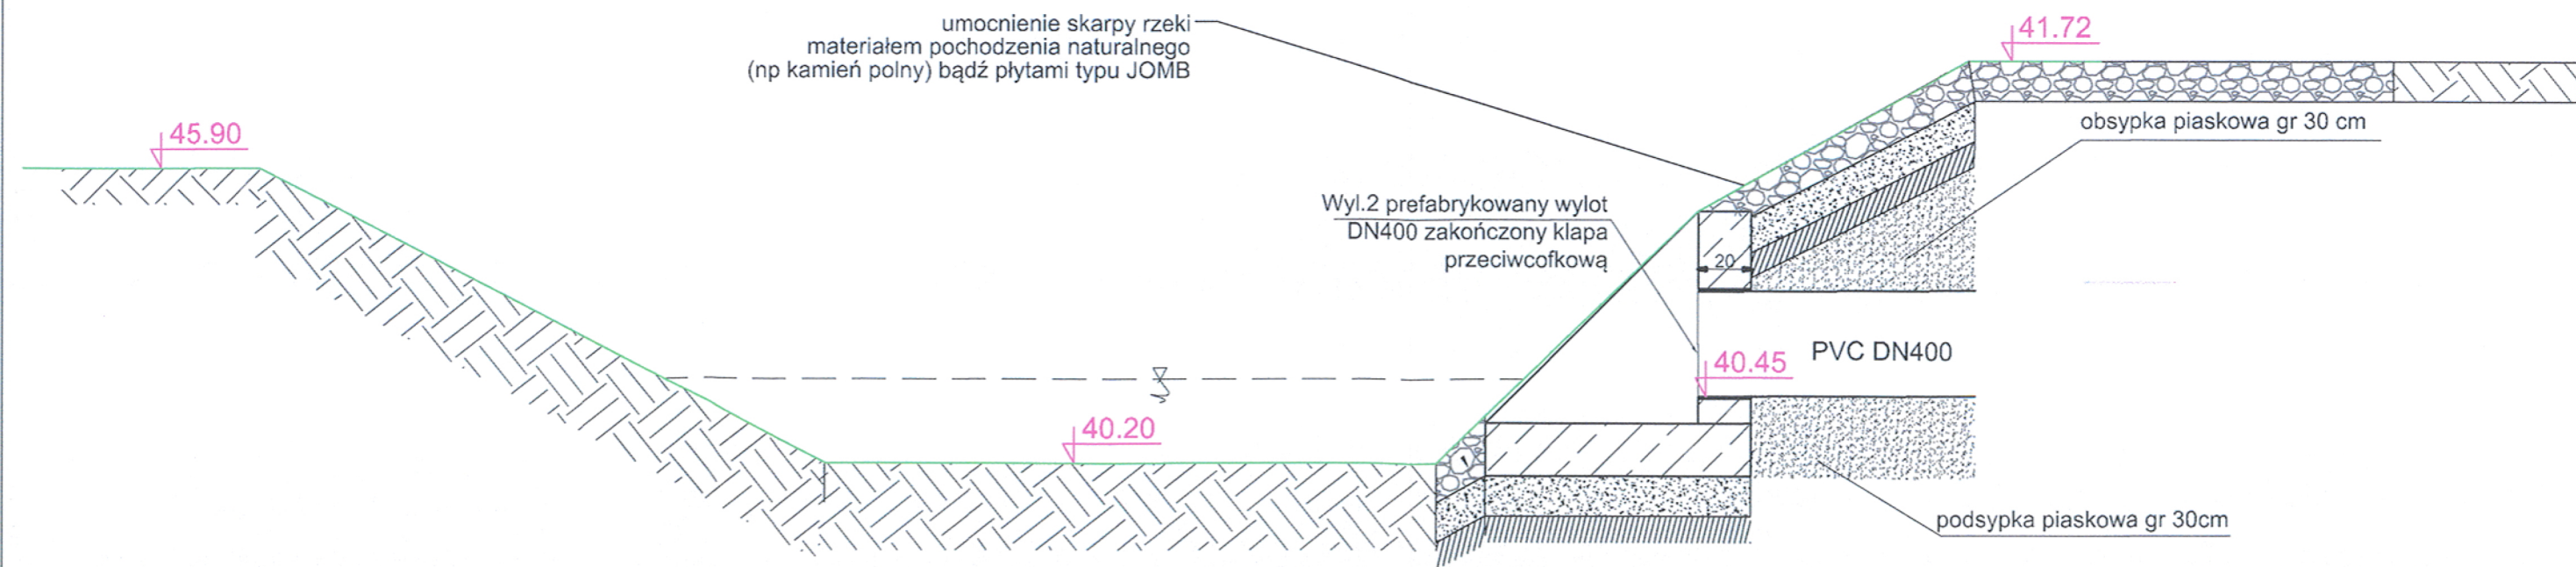 umocnienie skarpy rzeki
materiałem pochodzenia naturalnego
(np kamień polny) bądź płytami typu JOMB
41.72
45.90
obsypka piaskowa gr 30 cm
Wyl.2 prefabrykowany wylot
DN400 zakończony klapa
przeciwcofkową
20
PVC DN400
40.45
40.20
podsypka piaskowa gr 30cm